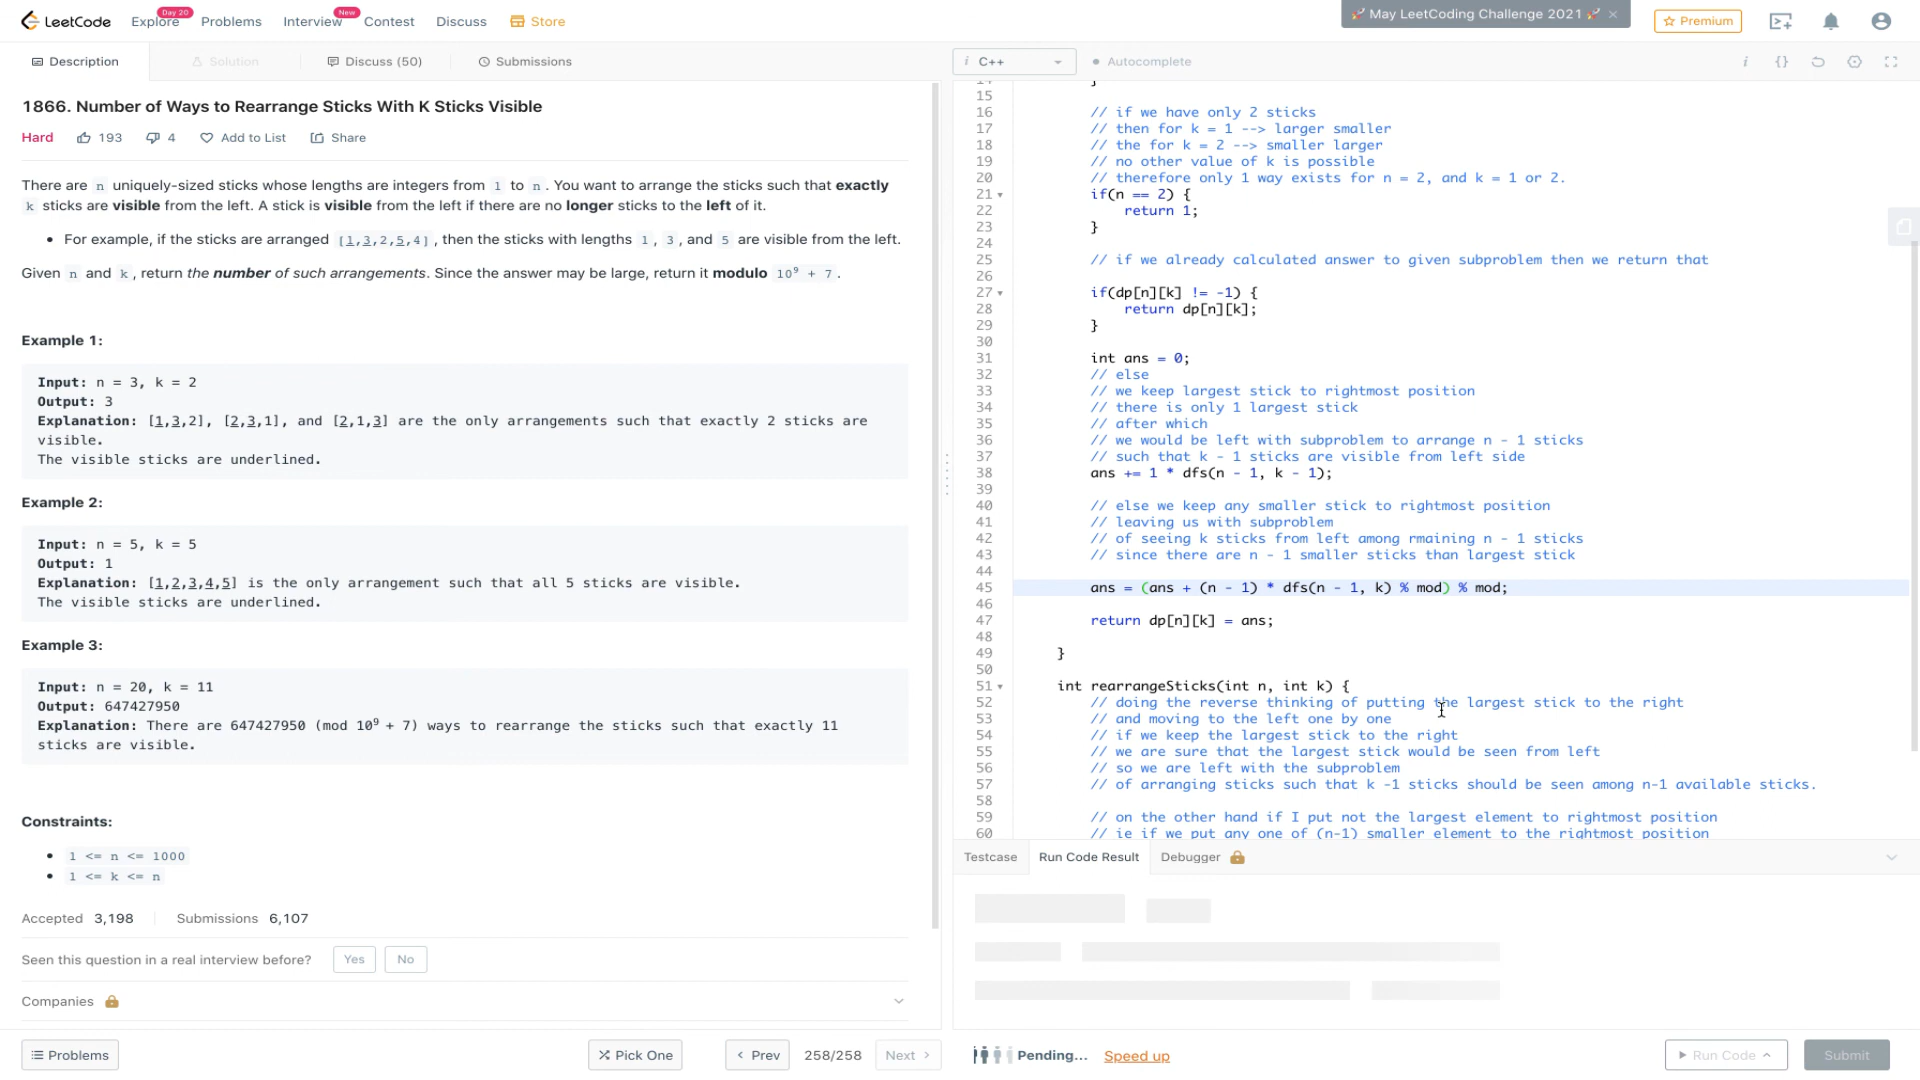 LeetCode
Explore
Day 20
Problems
Interview
New
Contest
Discuss
Store
🚀 May LeetCoding Challenge 2021 🚀 ×
Premium
Description
Solution
Discuss (50)
Submissions
i C++
Autocomplete
1866. Number of Ways to Rearrange Sticks With K Sticks Visible
Hard 193 4 Add to List Share
There are n uniquely-sized sticks whose lengths are integers from 1 to n. You want to arrange the sticks such that exactly
k sticks are visible from the left. A stick is visible from the left if there are no longer sticks to the left of it.
• For example, if the sticks are arranged [1,3,2,5,4], then the sticks with lengths 1, 3, and 5 are visible from the left.
Given n and k, return the number of such arrangements. Since the answer may be large, return it modulo 10⁹ + 7.
Example 1:
Input: n = 3, k = 2
Output: 3
Explanation: [1,3,2], [2,3,1], and [2,1,3] are the only arrangements such that exactly 2 sticks are
visible.
The visible sticks are underlined.
Example 2:
Input: n = 5, k = 5
Output: 1
Explanation: [1,2,3,4,5] is the only arrangement such that all 5 sticks are visible.
The visible sticks are underlined.
Example 3:
Input: n = 20, k = 11
Output: 647427950
Explanation: There are 647427950 (mod 10⁹ + 7) ways to rearrange the sticks such that exactly 11
sticks are visible.
Constraints:
• 1 <= n <= 1000
• 1 <= k <= n
Accepted 3,198 Submissions 6,107
Seen this question in a real interview before? Yes No
Companies
Problems
Pick One
Prev
258/258
Next
14 }
15
16 // if we have only 2 sticks
17 // then for k = 1 --> larger smaller
18 // the for k = 2 --> smaller larger
19 // no other value of k is possible
20 // therefore only 1 way exists for n = 2, and k = 1 or 2.
21 if(n == 2) {
22 return 1;
23 }
24
25 // if we already calculated answer to given subproblem then we return that
26
27 if(dp[n][k] != -1) {
28 return dp[n][k];
29 }
30
31 int ans = 0;
32 // else
33 // we keep largest stick to rightmost position
34 // there is only 1 largest stick
35 // after which
36 // we would be left with subproblem to arrange n - 1 sticks
37 // such that k - 1 sticks are visible from left side
38 ans += 1 * dfs(n - 1, k - 1);
39
40 // else we keep any smaller stick to rightmost position
41 // leaving us with subproblem
42 // of seeing k sticks from left among rmaining n - 1 sticks
43 // since there are n - 1 smaller sticks than largest stick
44
45 ans = (ans + (n - 1) * dfs(n - 1, k) % mod) % mod;
46
47 return dp[n][k] = ans;
48
49 }
50
51 int rearrangeSticks(int n, int k) {
52 // doing the reverse thinking of putting the largest stick to the right
53 // and moving to the left one by one
54 // if we keep the largest stick to the right
55 // we are sure that the largest stick would be seen from left
56 // so we are left with the subproblem
57 // of arranging sticks such that k -1 sticks should be seen among n-1 available sticks.
58
59 // on the other hand if I put not the largest element to rightmost position
60 // ie if we put any one of (n-1) smaller element to the rightmost position
Testcase
Run Code Result
Debugger
Pending...
Speed up
Run Code
Submit